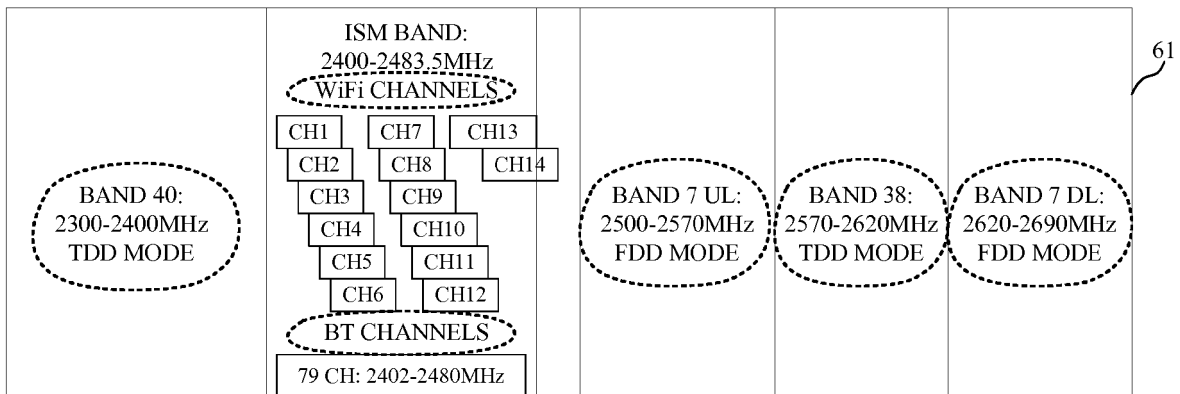 ISM BAND:
2400-2483.5MHz
WiFi CHANNELS
61
CH1 CH7 CH13
CH2 CH8 CH14
CH3 CH9
CH4 CH10
CH5 CH11
CH6 CH12
BAND 40:
2300-2400MHz
TDD MODE
BAND 7 UL:
2500-2570MHz
FDD MODE
BAND 38:
2570-2620MHz
TDD MODE
BAND 7 DL:
2620-2690MHz
FDD MODE
BT CHANNELS
79 CH: 2402-2480MHz